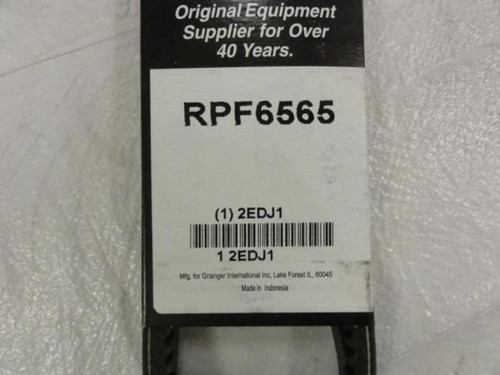 Original Equipment
Supplier for Over
40 Years.
RPF6565
(1) 2EDJ1
1 2EDJ1
Mfg. for Grainger International Inc, Lake Forest IL, 60045
Made in Indonesia